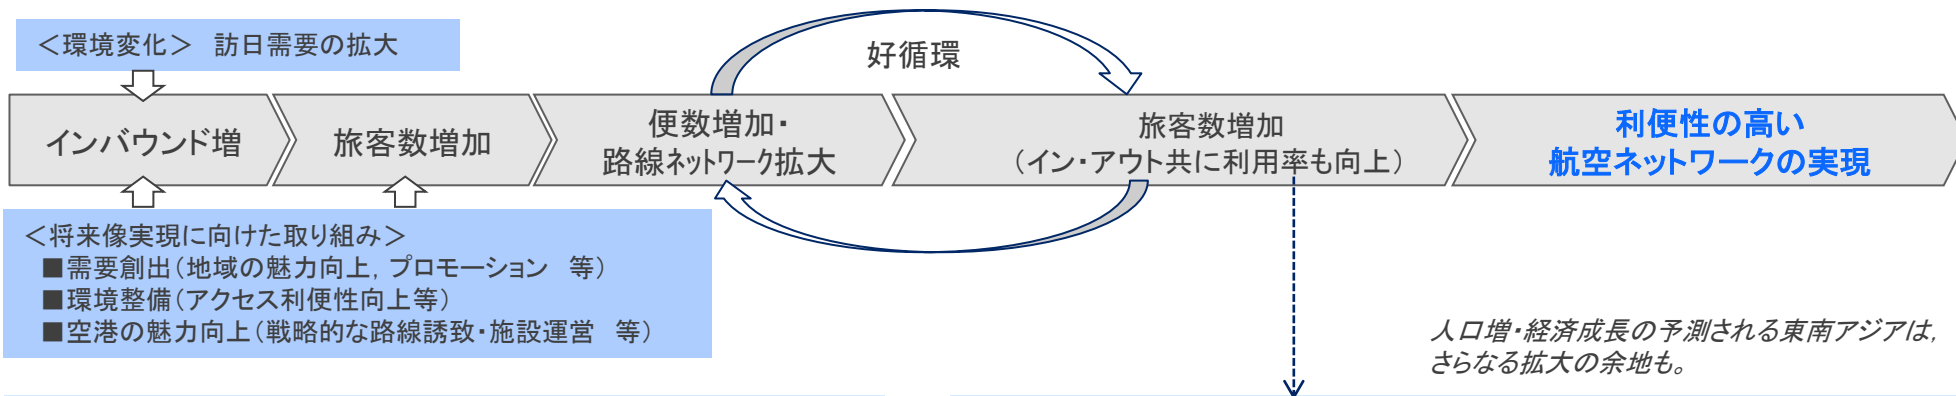 ＜環境変化＞　訪日需要の拡大
好循環
インバウンド増
旅客数増加
便数増加・
路線ネットワーク拡大
旅客数増加
（イン・アウト共に利用率も向上）
利便性の高い
航空ネットワークの実現
＜将来像実現に向けた取り組み＞
■需要創出（地域の魅力向上，プロモーション　等）
■環境整備（アクセス利便性向上等）
■空港の魅力向上（戦略的な路線誘致・施設運営　等）
人口増・経済成長の予測される東南アジアは，
さらなる拡大の余地も。